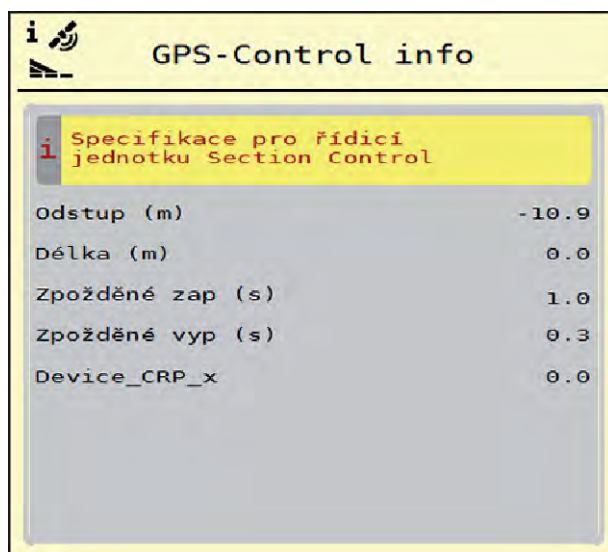 i
GPS-Control info
i Specifikace pro řídicí
jednotku Section Control
Odstup (m) -10.9
Délka (m) 0.0
Zpožděné zap (s) 1.0
Zpožděné vyp (s) 0.3
Device_CRP_x 0.0